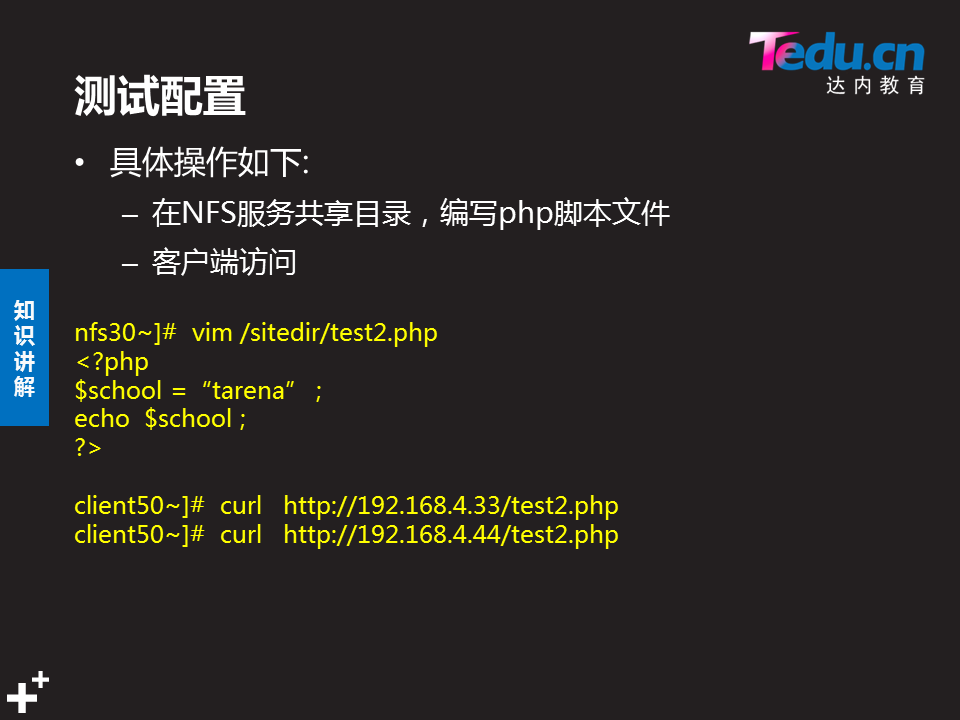 Tedu.cn
达内教育
测试配置
• 具体操作如下:
– 在NFS服务共享目录，编写php脚本文件
– 客户端访问
知识讲解
nfs30~]# vim /sitedir/test2.php
<?php
$school = “tarena” ;
echo $school ;
?>
client50~]# curl http://192.168.4.33/test2.php
client50~]# curl http://192.168.4.44/test2.php